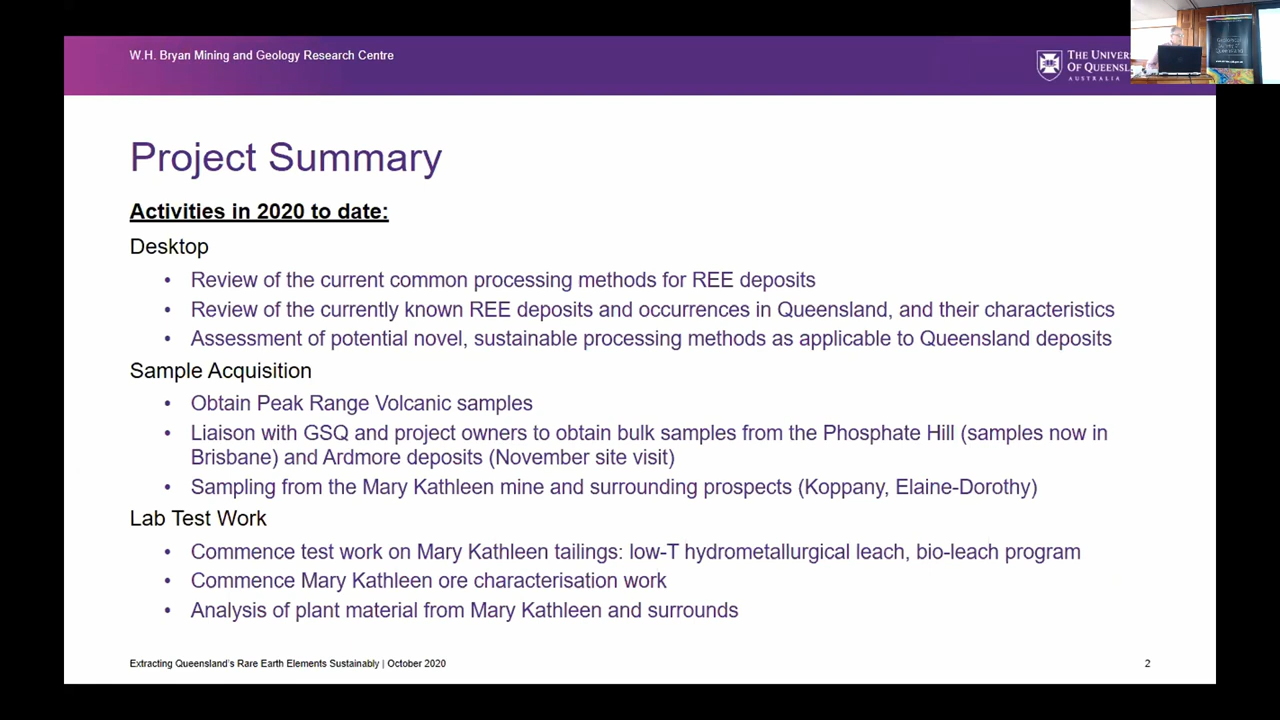 W.H. Bryan Mining and Geology Research Centre
THE UNIVER
OF QUEENSL
AUSTRALIA
Project Summary
Activities in 2020 to date:
Desktop
• Review of the current common processing methods for REE deposits
• Review of the currently known REE deposits and occurrences in Queensland, and their characteristics
• Assessment of potential novel, sustainable processing methods as applicable to Queensland deposits
Sample Acquisition
• Obtain Peak Range Volcanic samples
• Liaison with GSQ and project owners to obtain bulk samples from the Phosphate Hill (samples now in
Brisbane) and Ardmore deposits (November site visit)
• Sampling from the Mary Kathleen mine and surrounding prospects (Koppany, Elaine-Dorothy)
Lab Test Work
• Commence test work on Mary Kathleen tailings: low-T hydrometallurgical leach, bio-leach program
• Commence Mary Kathleen ore characterisation work
• Analysis of plant material from Mary Kathleen and surrounds
Extracting Queensland's Rare Earth Elements Sustainably | October 2020
2